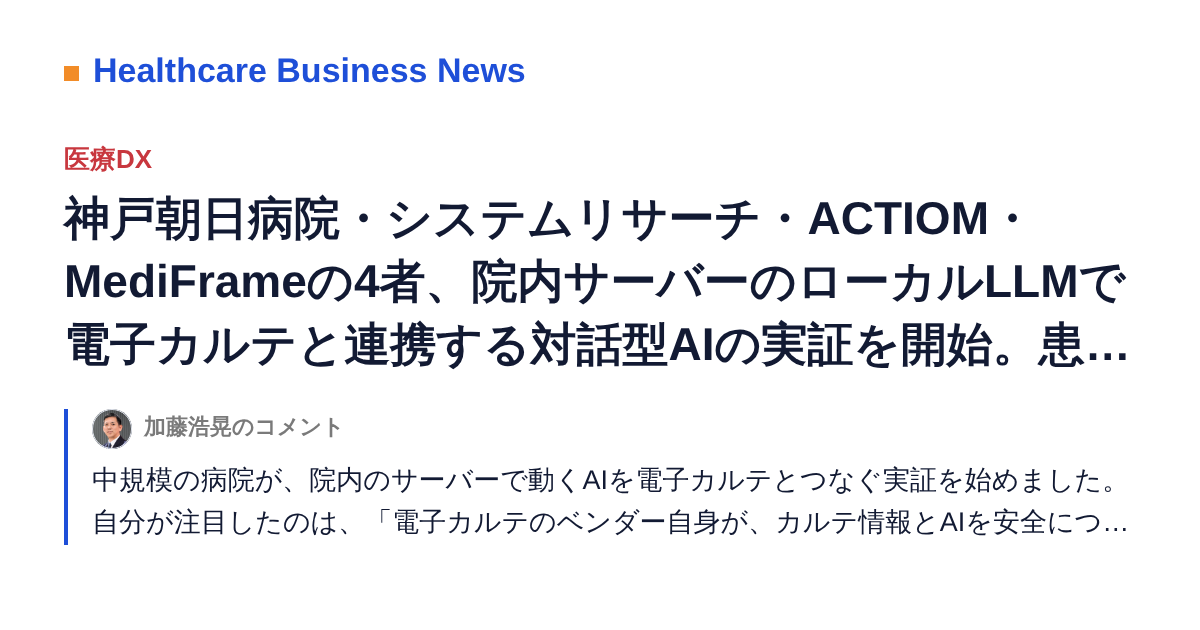 Healthcare Business News
医療DX
神戸朝日病院・システムリサーチ・ACTIOM・
MediFrameの4者、院内サーバーのローカルLLMで
電子カルテと連携する対話型AIの実証を開始。患…
加藤浩晃のコメント
中規模の病院が、院内のサーバーで動くAIを電子カルテとつなぐ実証を始めました。
自分が注目したのは、「電子カルテのベンダー自身が、カルテ情報とAIを安全につ…